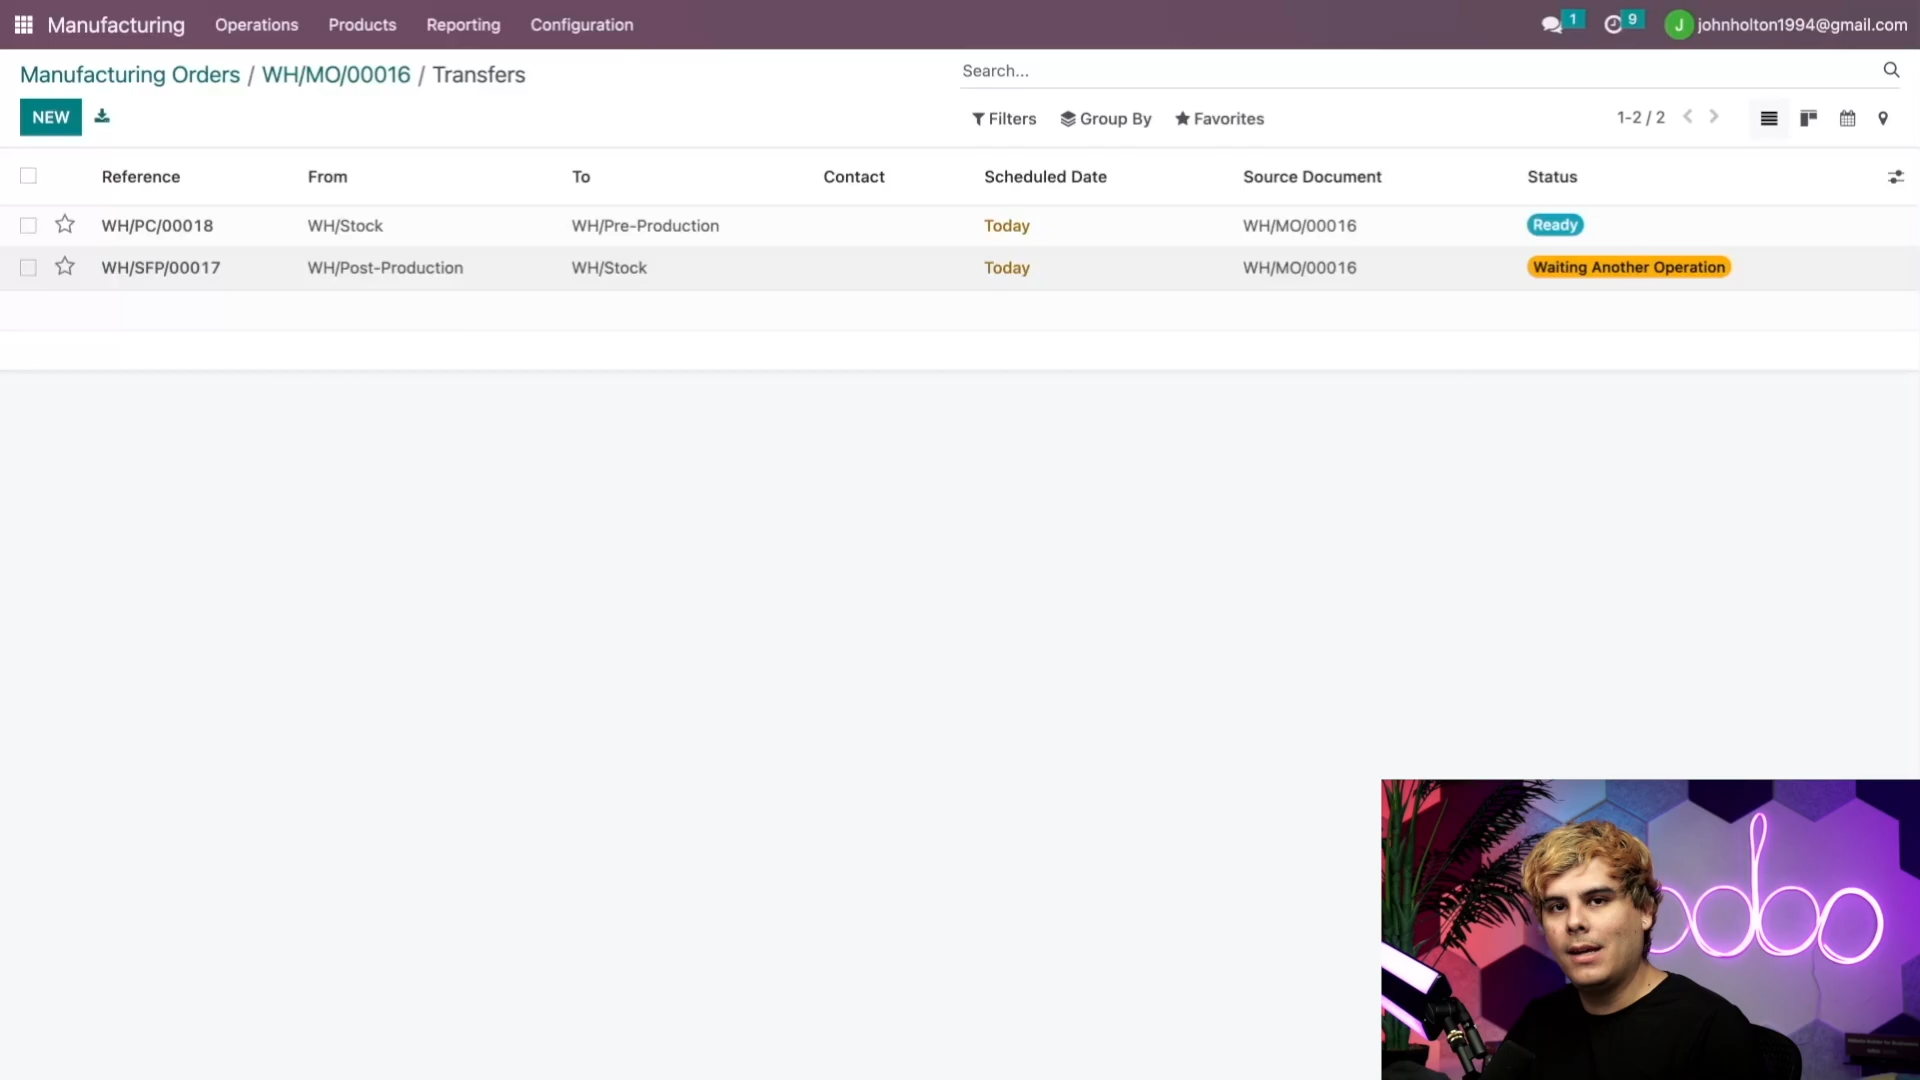 Manufacturing Operations Products Reporting Configuration 1 9 J johnholton1994@gmail.com
Manufacturing Orders / WH/MO/00016 / Transfers
Search...
NEW Filters Group By Favorites 1-2 / 2
Reference From To Contact Scheduled Date Source Document Status
WH/PC/00018 WH/Stock WH/Pre-Production Today WH/MO/00016 Ready
WH/SFP/00017 WH/Post-Production WH/Stock Today WH/MO/00016 Waiting Another Operation
odoo